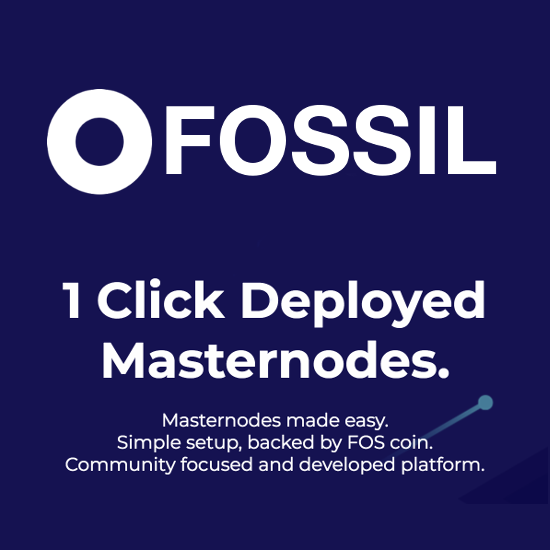 FOSSIL
1 Click Deployed
Masternodes.
Masternodes made easy.
Simple setup, backed by FOS coin.
Community focused and developed platform.